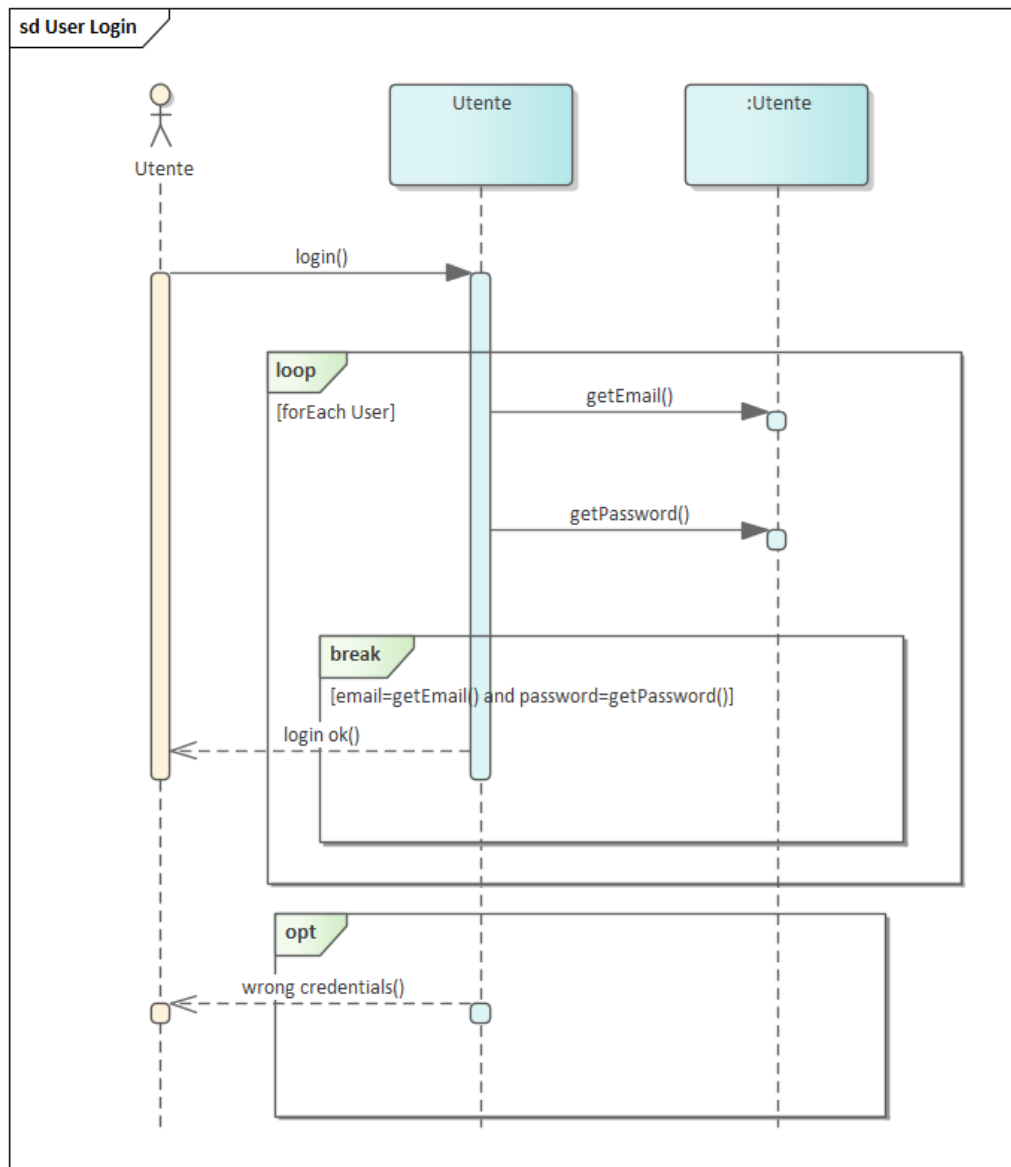 sd User Login
Utente
Utente
:Utente
login()
loop
[forEach User]
getEmail()
getPassword()
break
[email=getEmail() and password=getPassword()]
login ok()
opt
wrong credentials()